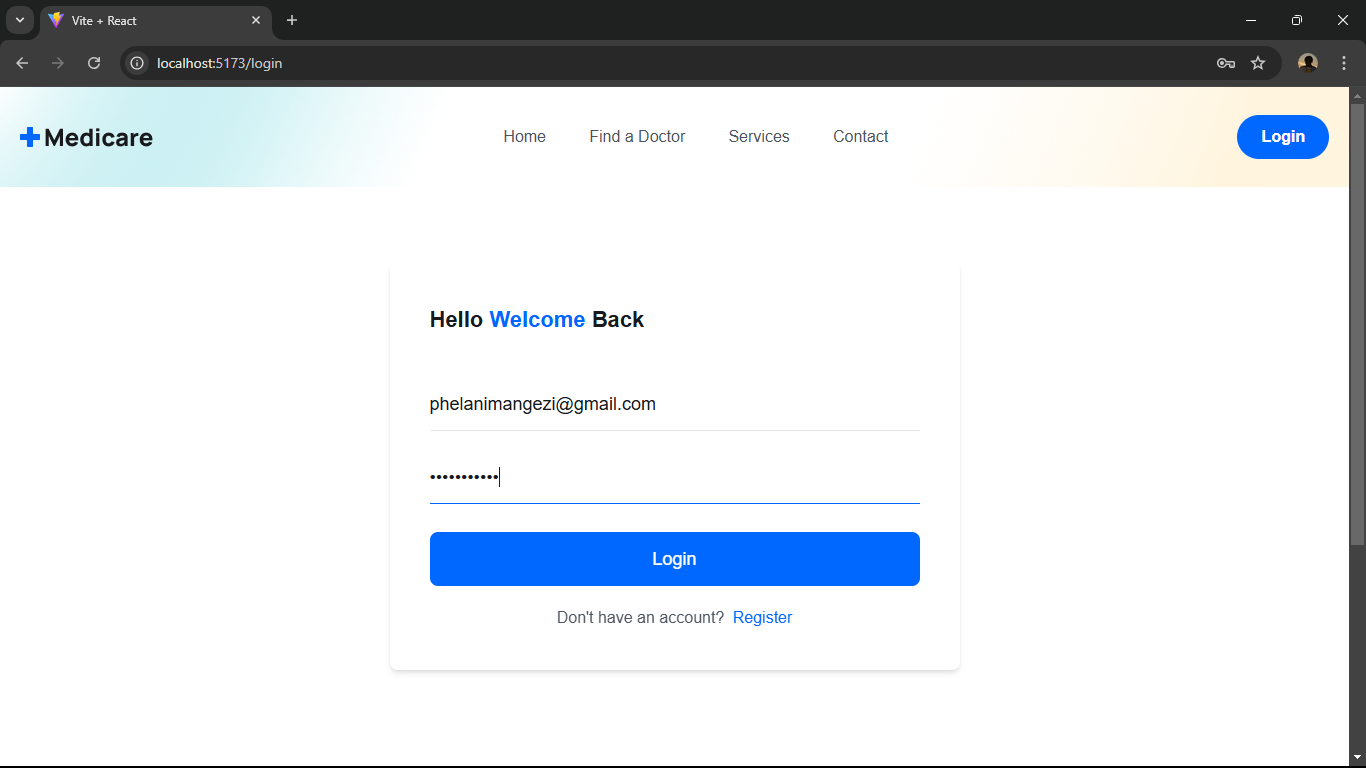 Vite + React
localhost:5173/login
Medicare
Home Find a Doctor Services Contact
Login
Hello Welcome Back
phelanimangezi@gmail.com
•••••••••••
Login
Don't have an account? Register